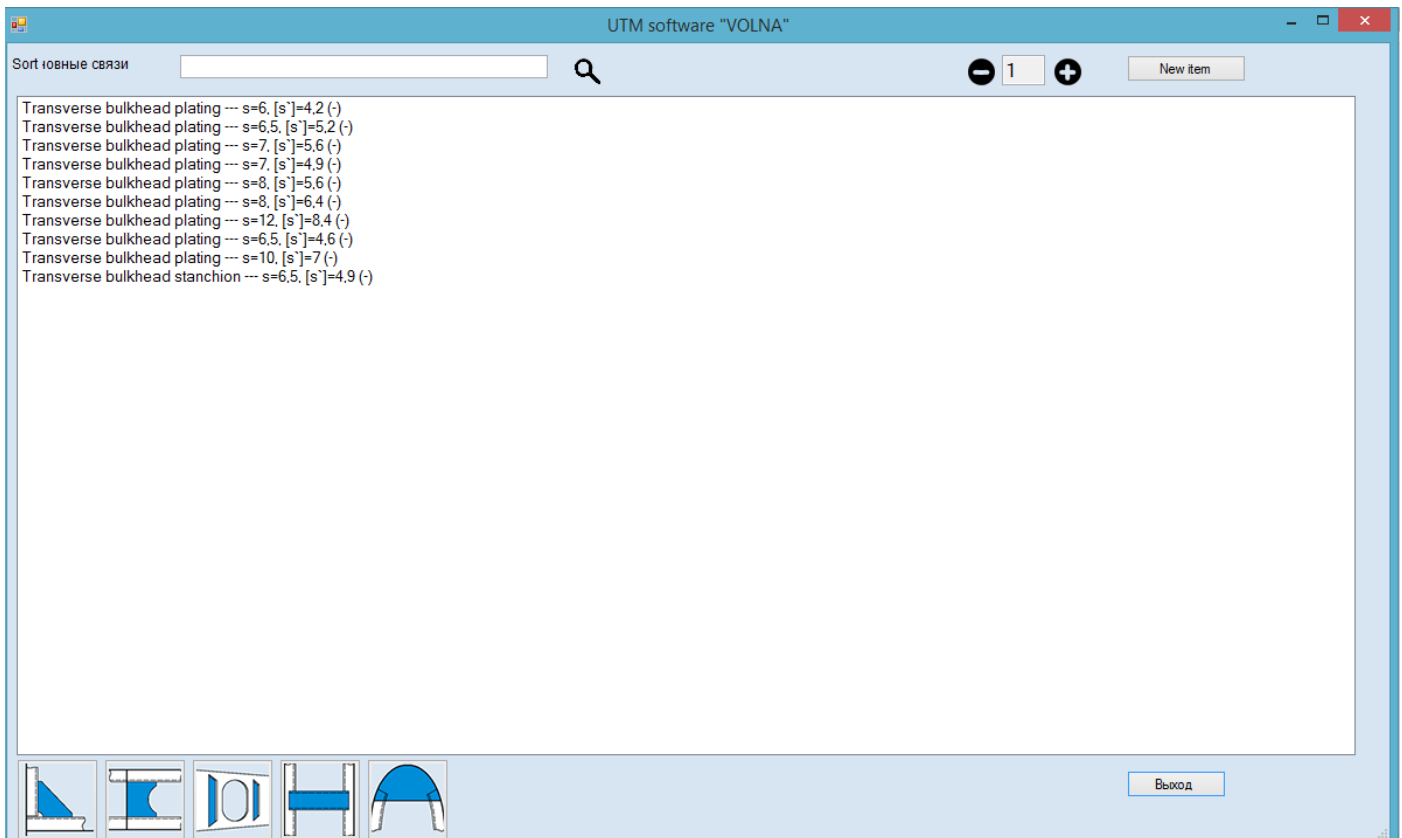 UTM software "VOLNA"
Sort ювные связи
1
New item
Transverse bulkhead plating --- s=6, [s`]=4,2 (-)
Transverse bulkhead plating --- s=6,5, [s`]=5,2 (-)
Transverse bulkhead plating --- s=7, [s`]=5,6 (-)
Transverse bulkhead plating --- s=7, [s`]=4,9 (-)
Transverse bulkhead plating --- s=8, [s`]=5,6 (-)
Transverse bulkhead plating --- s=8, [s`]=6,4 (-)
Transverse bulkhead plating --- s=12, [s`]=8,4 (-)
Transverse bulkhead plating --- s=6,5, [s`]=4,6 (-)
Transverse bulkhead plating --- s=10, [s`]=7 (-)
Transverse bulkhead stanchion --- s=6,5, [s`]=4,9 (-)
Выход